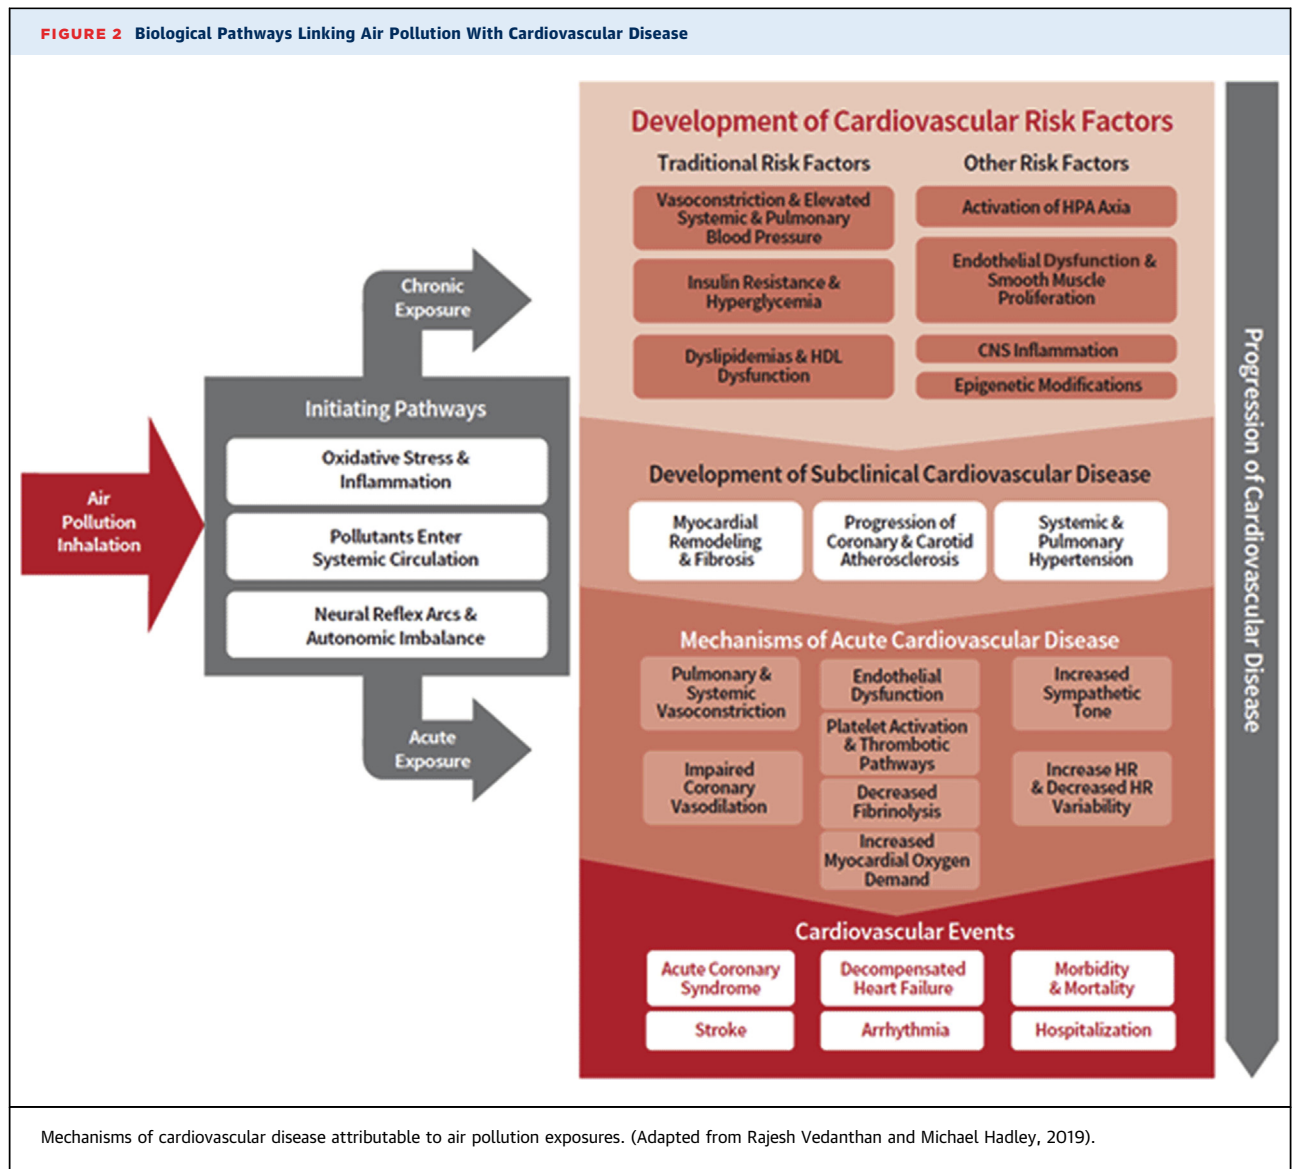 FIGURE 2 Biological Pathways Linking Air Pollution With Cardiovascular Disease
Air
Pollution
Inhalation
Chronic
Exposure
Initiating Pathways
Oxidative Stress &
Inflammation
Pollutants Enter
Systemic Circulation
Neural Reflex Arcs &
Autonomic Imbalance
Acute
Exposure
Development of Cardiovascular Risk Factors
Traditional Risk Factors
Vasoconstriction & Elevated
Systemic & Pulmonary
Blood Pressure
Insulin Resistance &
Hyperglycemia
Dyslipidemias & HDL
Dysfunction
Other Risk Factors
Activation of HPA Axia
Endothelial Dysfunction &
Smooth Muscle
Proliferation
CNS Inflammation
Epigenetic Modifications
Development of Subclinical Cardiovascular Disease
Myocardial
Remodeling
& Fibrosis
Progression of
Coronary & Carotid
Atherosclerosis
Systemic &
Pulmonary
Hypertension
Mechanisms of Acute Cardiovascular Disease
Pulmonary &
Systemic
Vasoconstriction
Impaired
Coronary
Vasodilation
Endothelial
Dysfunction
Platelet Activation
& Thrombotic
Pathways
Decreased
Fibrinolysis
Increased
Myocardial Oxygen
Demand
Increased
Sympathetic
Tone
Increase HR
& Decreased HR
Variability
Cardiovascular Events
Acute Coronary
Syndrome
Decompensated
Heart Failure
Morbidity
& Mortality
Stroke
Arrhythmia
Hospitalization
Progression of Cardiovascular Disease
Mechanisms of cardiovascular disease attributable to air pollution exposures. (Adapted from Rajesh Vedanthan and Michael Hadley, 2019).